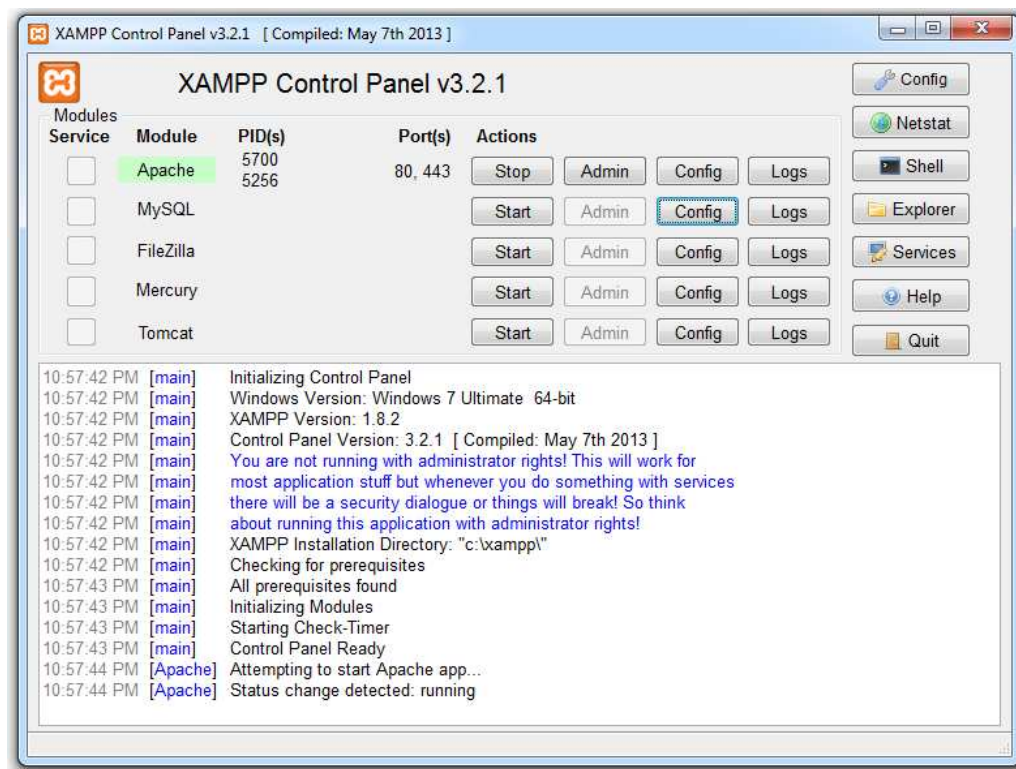 XAMPP Control Panel v3.2.1 [ Compiled: May 7th 2013 ]
XAMPP Control Panel v3.2.1
Config
Modules
Netstat
Service Module PID(s) Port(s) Actions
Apache 5700 80, 443 Stop Admin Config Logs
5256
Shell
MySQL Start Admin Config Logs
Explorer
FileZilla Start Admin Config Logs
Services
Mercury Start Admin Config Logs
Help
Tomcat Start Admin Config Logs
Quit
10:57:42 PM [main] Initializing Control Panel
10:57:42 PM [main] Windows Version: Windows 7 Ultimate 64-bit
10:57:42 PM [main] XAMPP Version: 1.8.2
10:57:42 PM [main] Control Panel Version: 3.2.1 [ Compiled: May 7th 2013 ]
10:57:42 PM [main] You are not running with administrator rights! This will work for
10:57:42 PM [main] most application stuff but whenever you do something with services
10:57:42 PM [main] there will be a security dialogue or things will break! So think
10:57:42 PM [main] about running this application with administrator rights!
10:57:42 PM [main] XAMPP Installation Directory: "c:\xampp\"
10:57:42 PM [main] Checking for prerequisites
10:57:43 PM [main] All prerequisites found
10:57:43 PM [main] Initializing Modules
10:57:43 PM [main] Starting Check-Timer
10:57:43 PM [main] Control Panel Ready
10:57:44 PM [Apache] Attempting to start Apache app...
10:57:44 PM [Apache] Status change detected: running